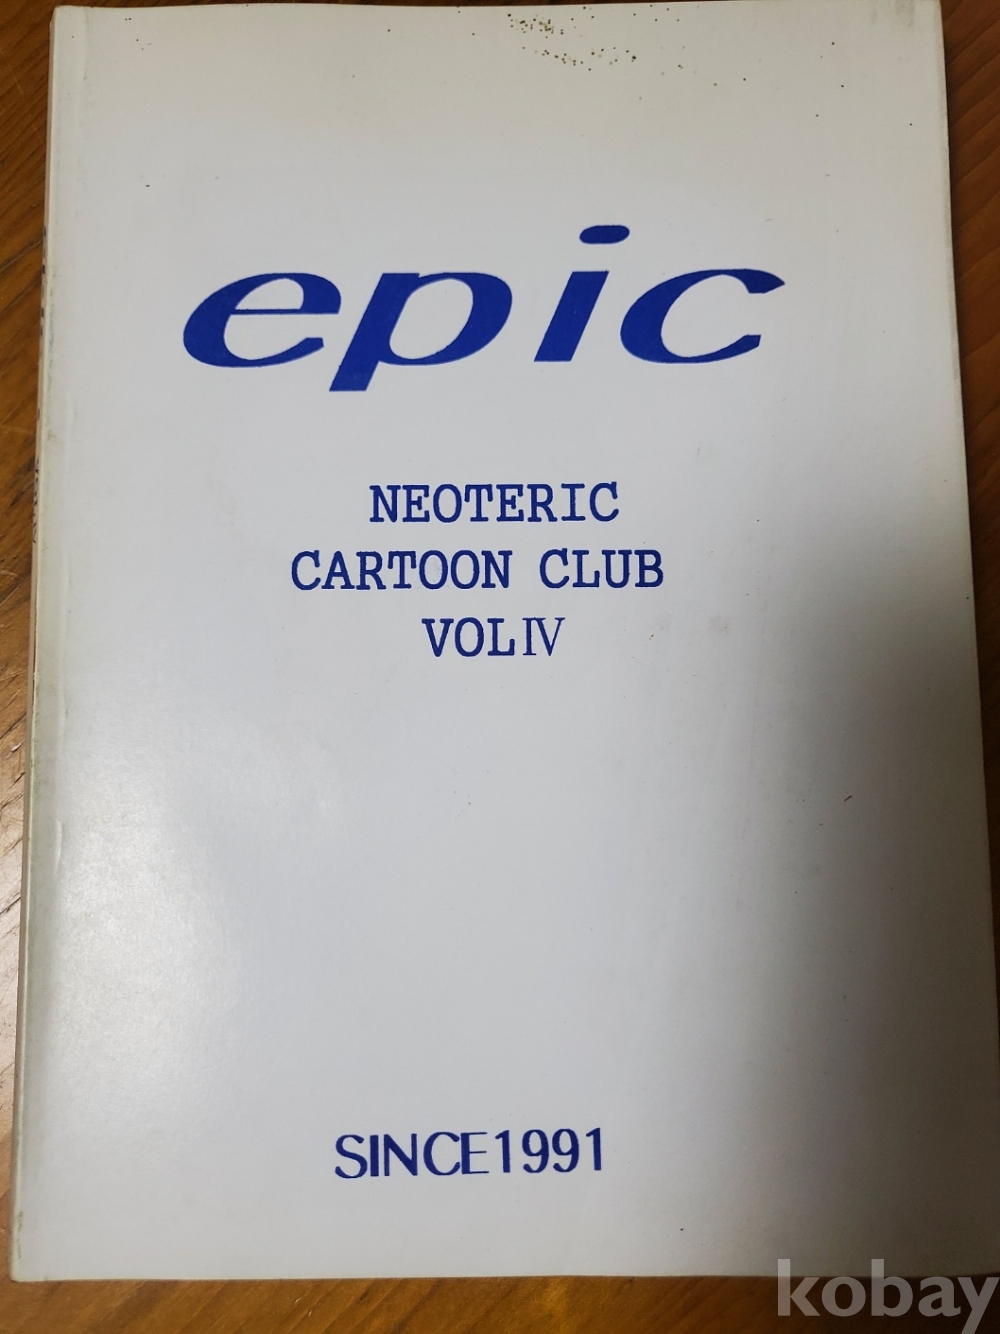 epic
NEOTERIC
CARTOON CLUB
VOLⅣ
SINCE1991
kobay